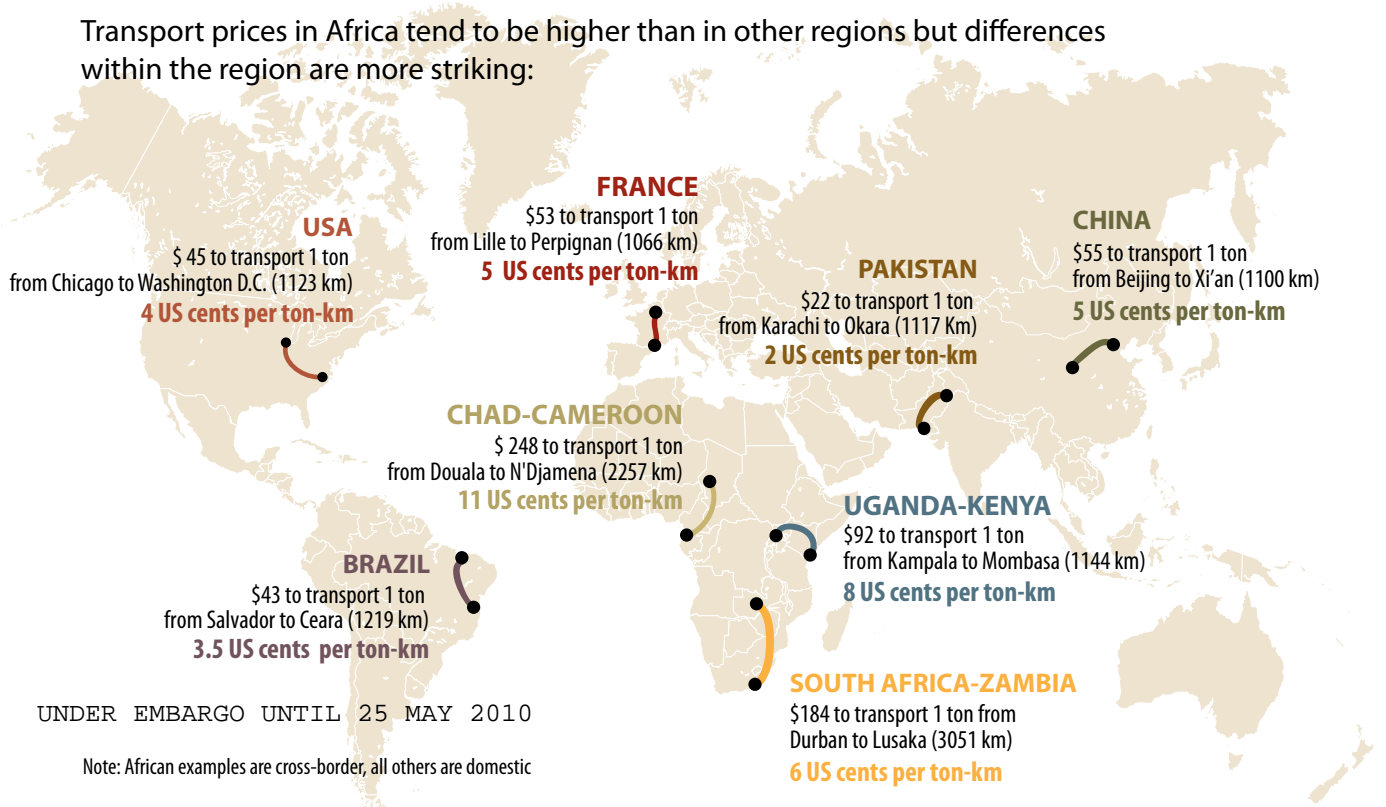 Transport prices in Africa tend to be higher than in other regions but differences
within the region are more striking:
USA
$ 45 to transport 1 ton
from Chicago to Washington D.C. (1123 km)
4 US cents per ton-km
FRANCE
$53 to transport 1 ton
from Lille to Perpignan (1066 km)
5 US cents per ton-km
PAKISTAN
$22 to transport 1 ton
from Karachi to Okara (1117 Km)
2 US cents per ton-km
CHINA
$55 to transport 1 ton
from Beijing to Xi’an (1100 km)
5 US cents per ton-km
CHAD-CAMEROON
$ 248 to transport 1 ton
from Douala to N'Djamena (2257 km)
11 US cents per ton-km
UGANDA-KENYA
$92 to transport 1 ton
from Kampala to Mombasa (1144 km)
8 US cents per ton-km
BRAZIL
$43 to transport 1 ton
from Salvador to Ceara (1219 km)
3.5 US cents per ton-km
SOUTH AFRICA-ZAMBIA
$184 to transport 1 ton from
Durban to Lusaka (3051 km)
6 US cents per ton-km
UNDER EMBARGO UNTIL 25 MAY 2010
Note: African examples are cross-border, all others are domestic